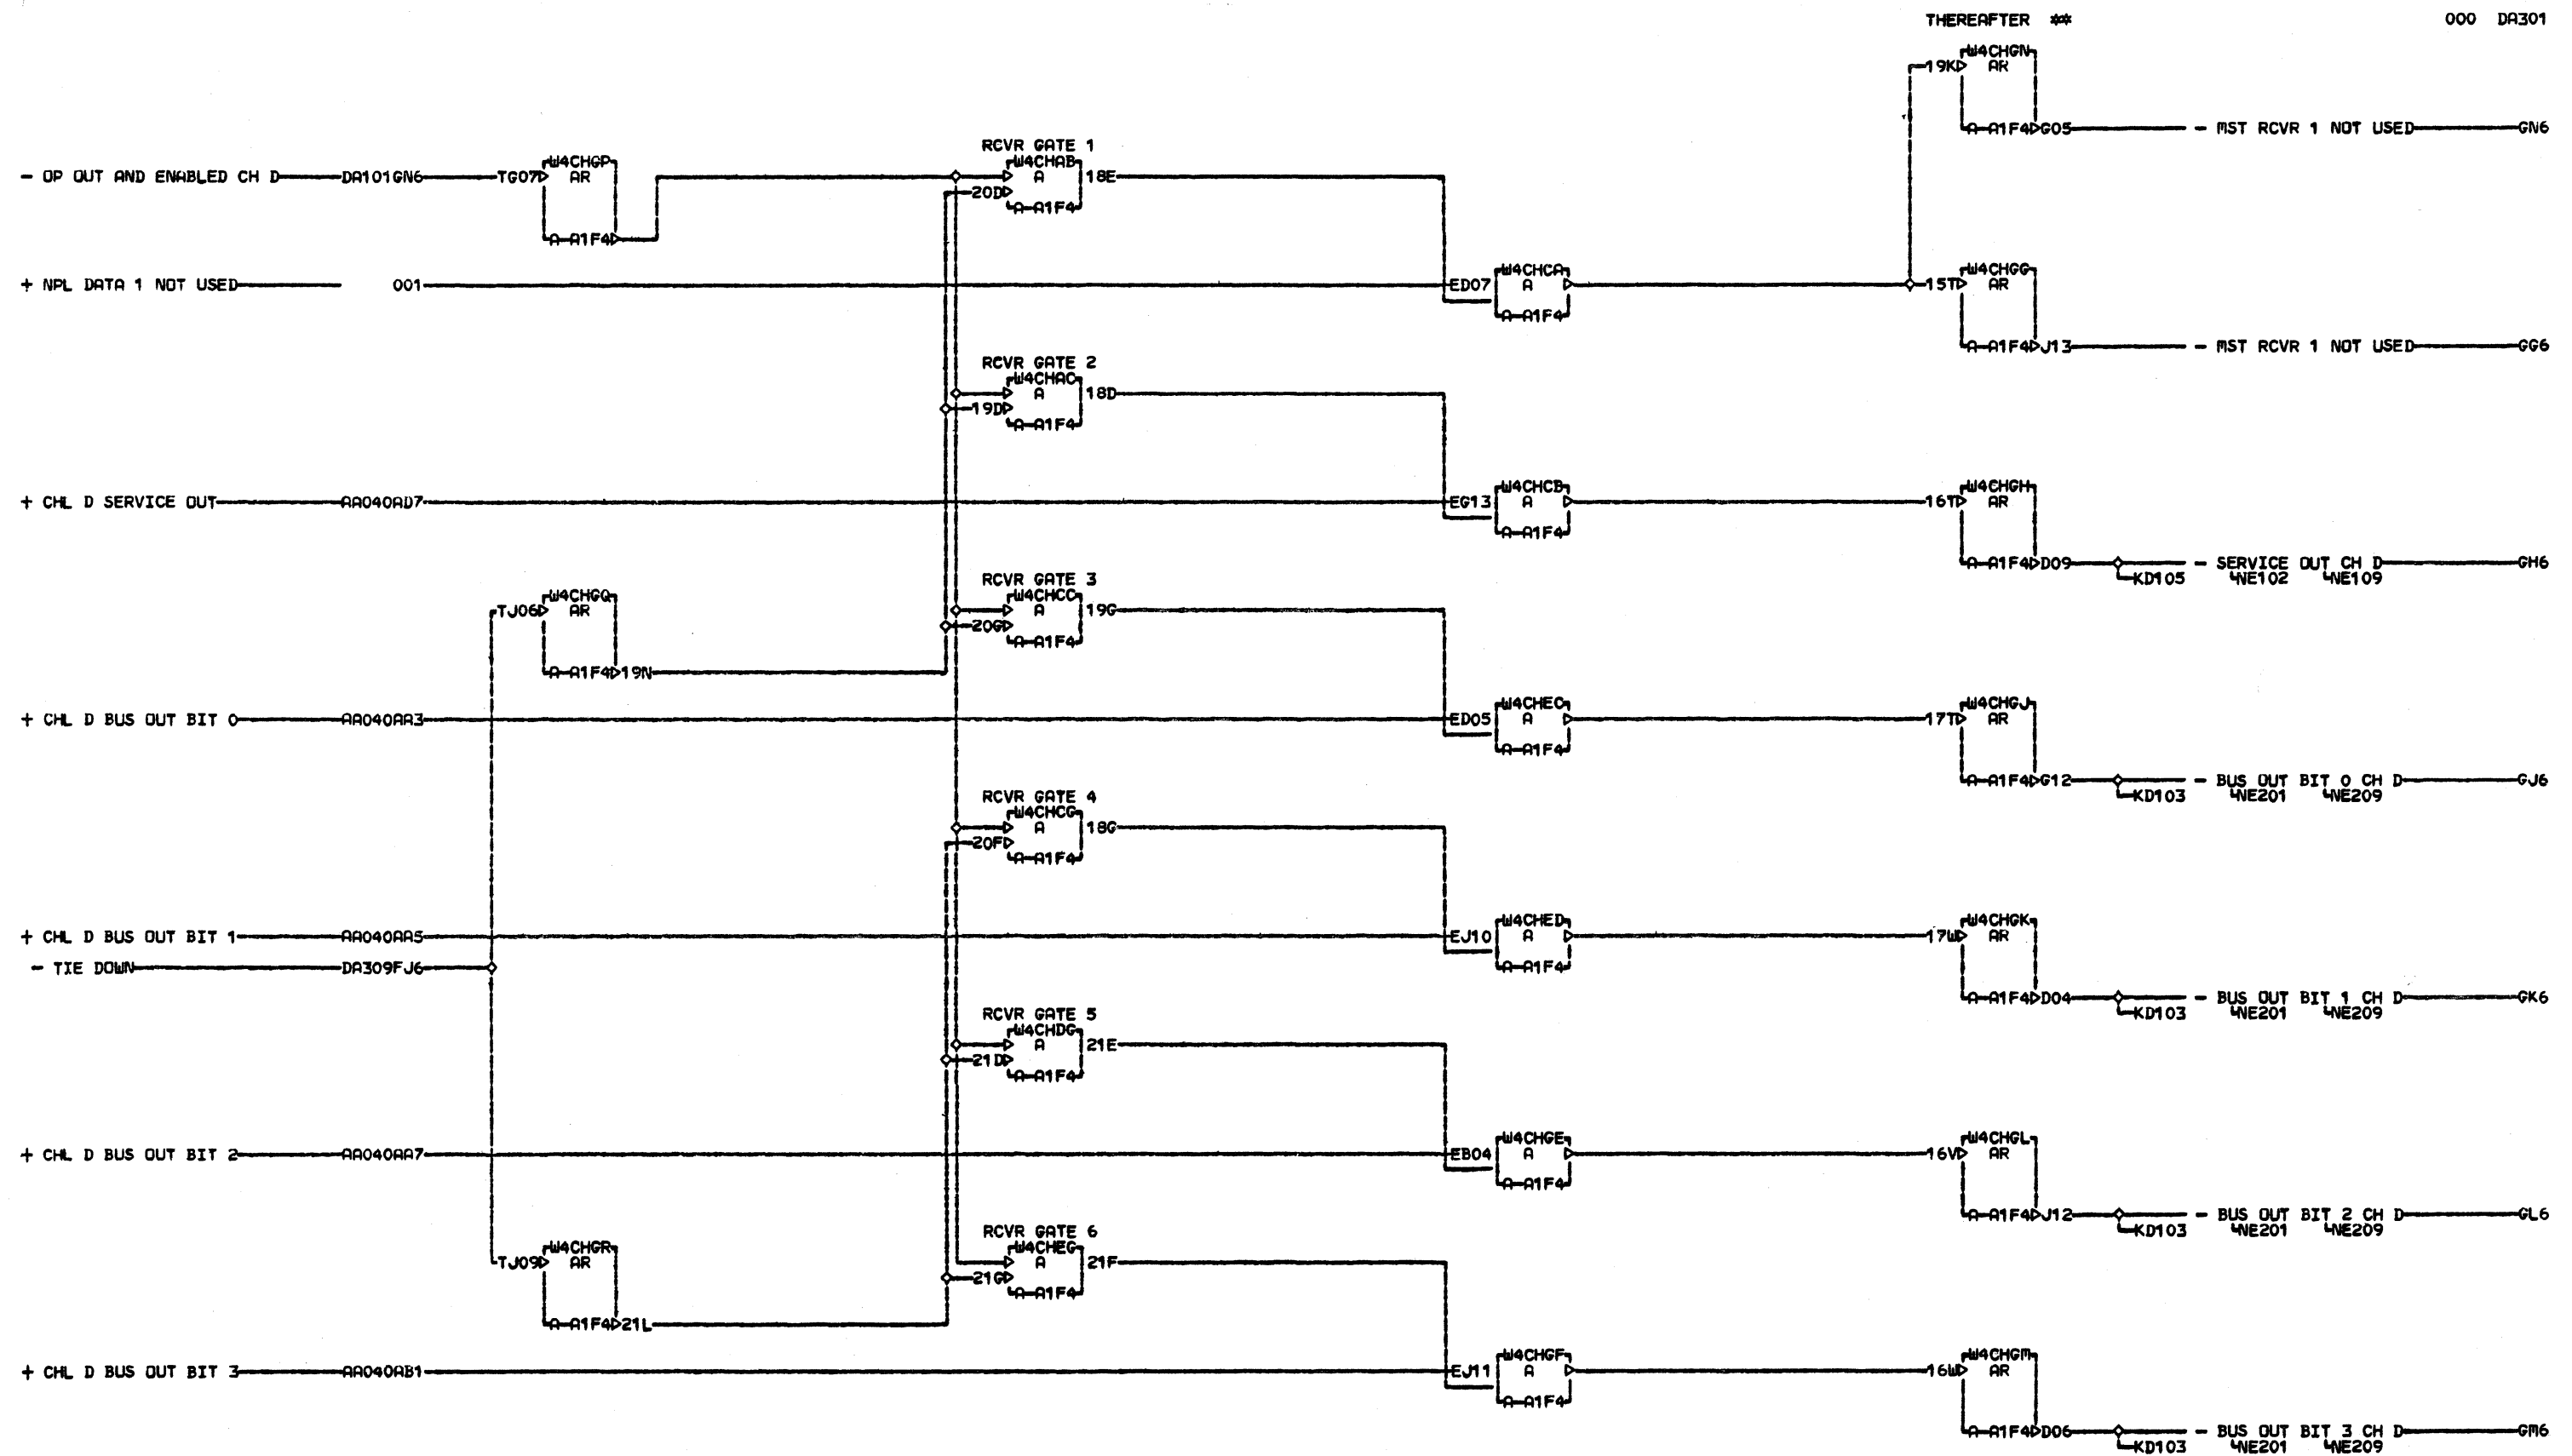 THEREAFTER ** 000 DA301
W4CHGN
19K AR
A-A1F4 G05 - MST RCVR 1 NOT USED GN6
RCVR GATE 1
W4CHGP W4CHAB
- OP OUT AND ENABLED CH D DA101GN6 TG07 AR A 18E
20D
A-A1F4
A-A1F4
W4CHCA W4CHGG
+ NPL DATA 1 NOT USED 001 ED07 A 15T AR
A-A1F4
A-A1F4 J13 - MST RCVR 1 NOT USED GG6
RCVR GATE 2
W4CHAC
A 18D
19D
A-A1F4
W4CHCB W4CHGH
+ CHL D SERVICE OUT AA040AD7 EG13 A 16T AR
A-A1F4
A-A1F4 D09 - SERVICE OUT CH D GH6
KD105 NE102 NE109
RCVR GATE 3
W4CHGQ W4CHCC
TJ06 AR A 19G
20G
A-A1F4
A-A1F4 19N
W4CHEC W4CHGJ
+ CHL D BUS OUT BIT 0 AA040AA3 ED05 A 17T AR
A-A1F4
A-A1F4 G12 - BUS OUT BIT 0 CH D GJ6
KD103 NE201 NE209
RCVR GATE 4
W4CHCG
A 18G
20F
A-A1F4
W4CHED W4CHGK
+ CHL D BUS OUT BIT 1 AA040AA5 EJ10 A 17W AR
- TIE DOWN DA309FJ6 A-A1F4
A-A1F4 D04 - BUS OUT BIT 1 CH D GK6
KD103 NE201 NE209
RCVR GATE 5
W4CHDG
A 21E
21D
A-A1F4
W4CHGE W4CHGL
+ CHL D BUS OUT BIT 2 AA040AA7 EB04 A 16V AR
A-A1F4
A-A1F4 J12 - BUS OUT BIT 2 CH D GL6
KD103 NE201 NE209
RCVR GATE 6
W4CHGR W4CHEG
TJ09 AR A 21F
21G
A-A1F4
A-A1F4 21L
W4CHGF W4CHGM
+ CHL D BUS OUT BIT 3 AA040AB1 EJ11 A 16W AR
A-A1F4
A-A1F4 D06 - BUS OUT BIT 3 CH D GM6
KD103 NE201 NE209